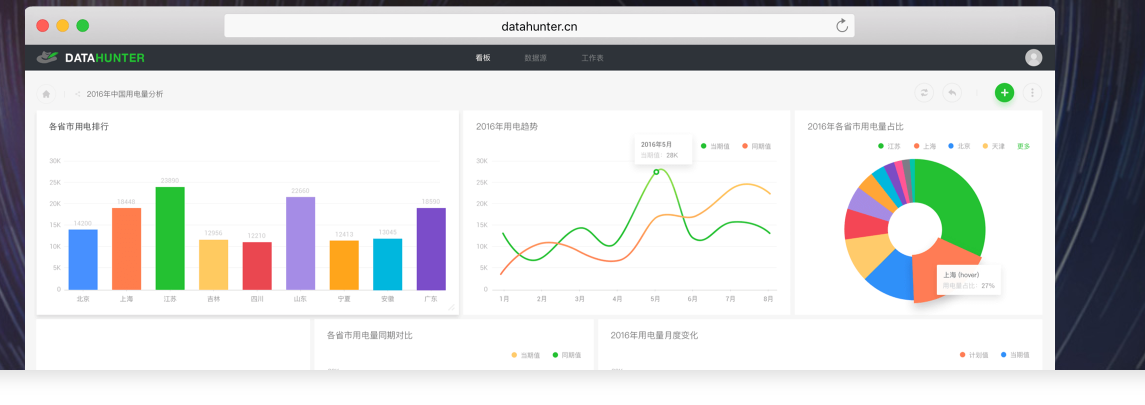 datahunter.cn
DATAHUNTER
看板 数据源 工作表
2016年中国用电量分析
各省市用电排行
30K
25K
20K
15K
10K
5K
0
14200
18440
23890
12066
11210
22060
12413
13045
18930
北京 上海 江苏 吉林 四川 山东 宁夏 安徽 广东
2016年用电趋势
当期值 同期值
2016年5月
当期值: 28K
30K
25K
20K
15K
10K
5K
0
1月 2月 3月 4月 5月 6月 7月 8月
2016年各省市用电量占比
江苏 上海 北京 天津 更多
上海 (hover)
用电量占比: 27%
各省市用电量同期对比
当期值 同期值
2016年用电量月度变化
计划值 当期值